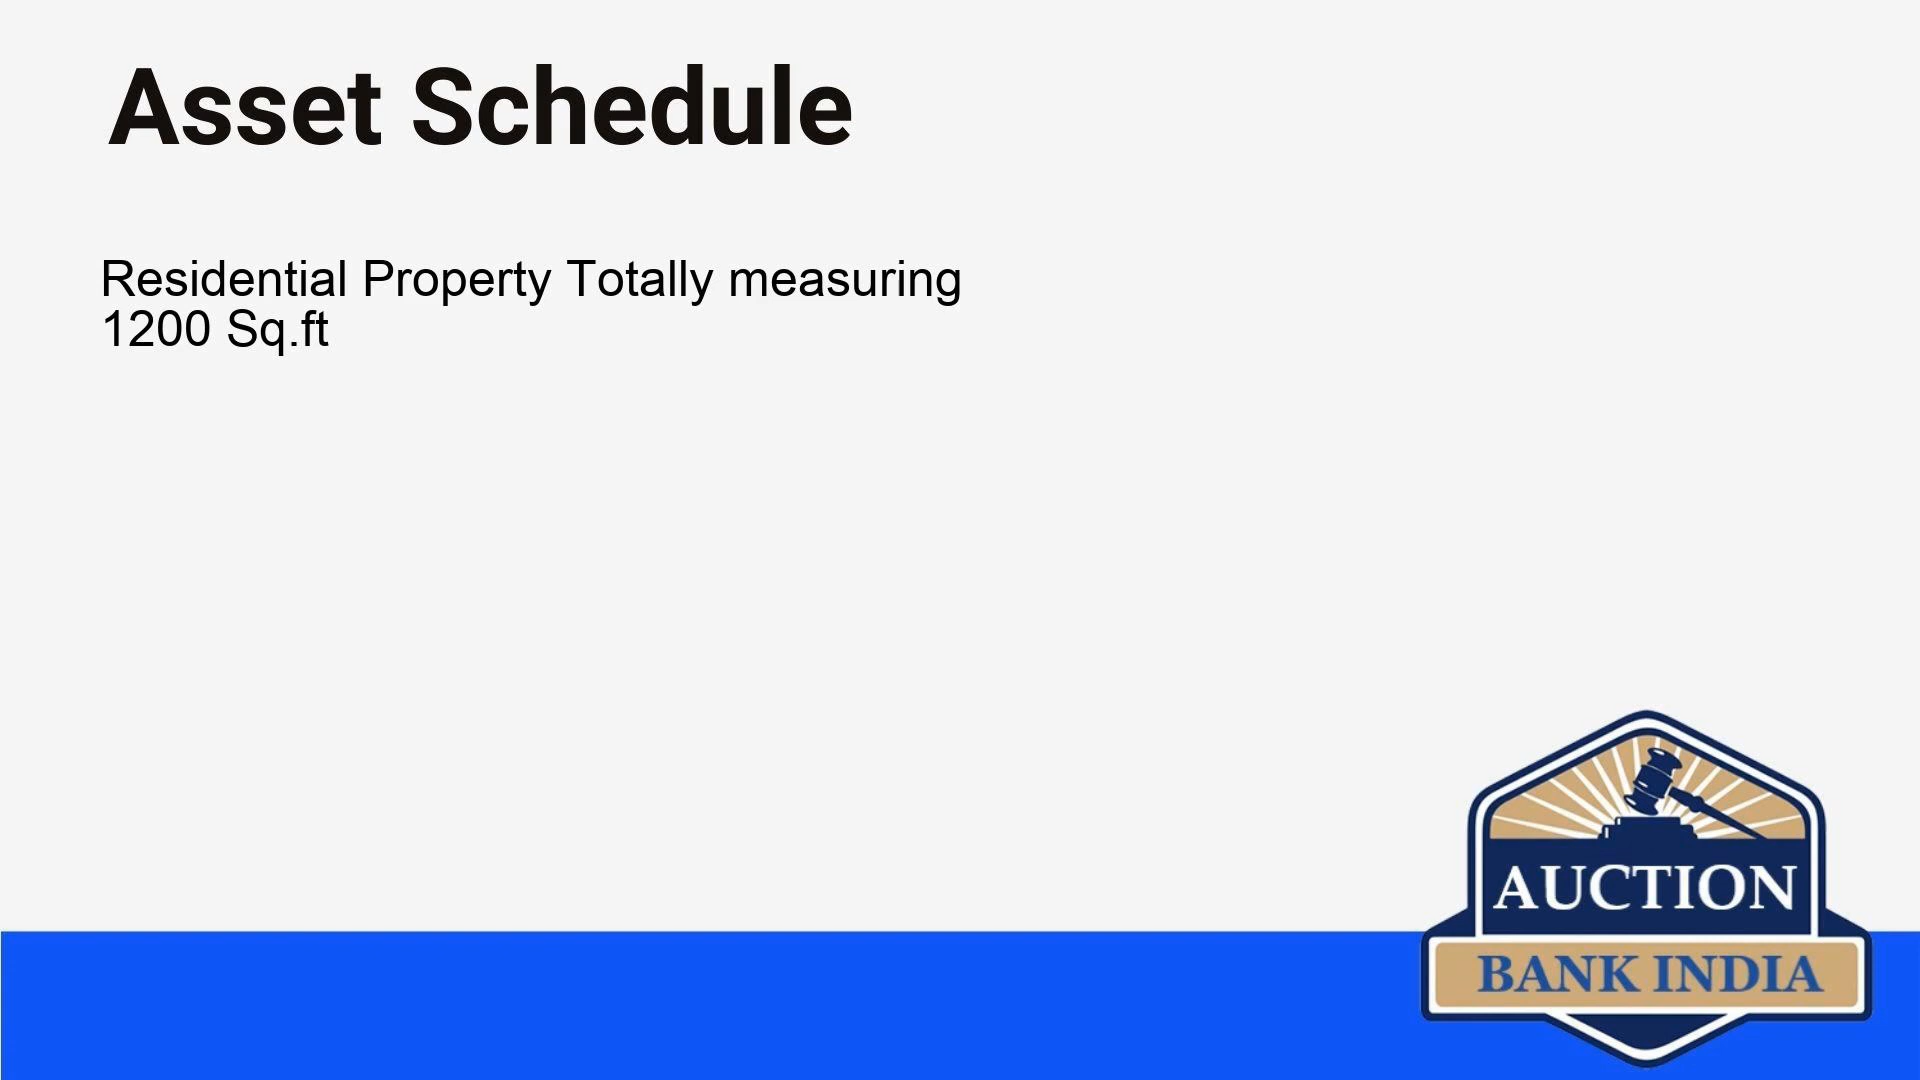 Asset Schedule
Residential Property Totally measuring
1200 Sq.ft
AUCTION
BANK INDIA